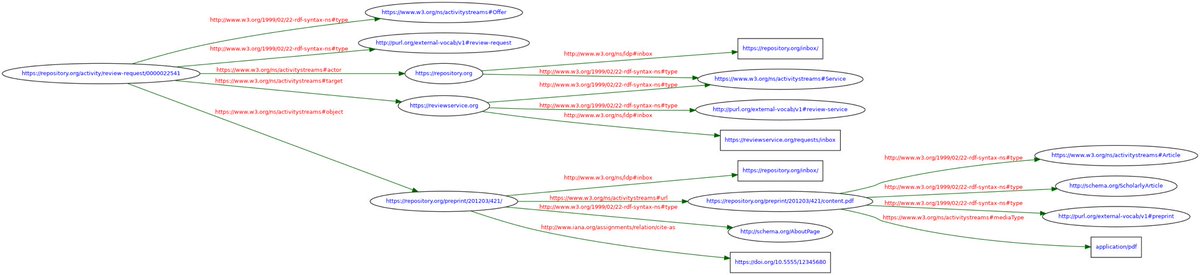 https://www.w3.org/ns/activitystreams#Offer
http://www.w3.org/1999/02/22-rdf-syntax-ns#type
http://purl.org/external-vocab/v1#review-request
http://www.w3.org/1999/02/22-rdf-syntax-ns#type
https://repository.org/activity/review-request/0000022541
https://www.w3.org/ns/activitystreams#actor
https://repository.org
https://www.w3.org/ns/activitystreams#target
https://reviewservice.org
https://www.w3.org/ns/activitystreams#object
http://www.w3.org/ns/ldp#inbox
https://repository.org/inbox/
http://www.w3.org/1999/02/22-rdf-syntax-ns#type
https://www.w3.org/ns/activitystreams#Service
http://www.w3.org/1999/02/22-rdf-syntax-ns#type
http://www.w3.org/1999/02/22-rdf-syntax-ns#type
http://purl.org/external-vocab/v1#review-service
http://www.w3.org/ns/ldp#inbox
https://reviewservice.org/requests/inbox
https://repository.org/preprint/201203/421/
http://www.w3.org/ns/ldp#inbox
https://repository.org/inbox/
https://www.w3.org/ns/activitystreams#url
https://repository.org/preprint/201203/421/content.pdf
http://www.w3.org/1999/02/22-rdf-syntax-ns#type
http://schema.org/AboutPage
http://www.iana.org/assignments/relation/cite-as
https://doi.org/10.5555/12345680
http://www.w3.org/1999/02/22-rdf-syntax-ns#type
https://www.w3.org/ns/activitystreams#Article
http://www.w3.org/1999/02/22-rdf-syntax-ns#type
http://schema.org/ScholarlyArticle
http://www.w3.org/1999/02/22-rdf-syntax-ns#type
http://purl.org/external-vocab/v1#preprint
https://www.w3.org/ns/activitystreams#mediaType
application/pdf